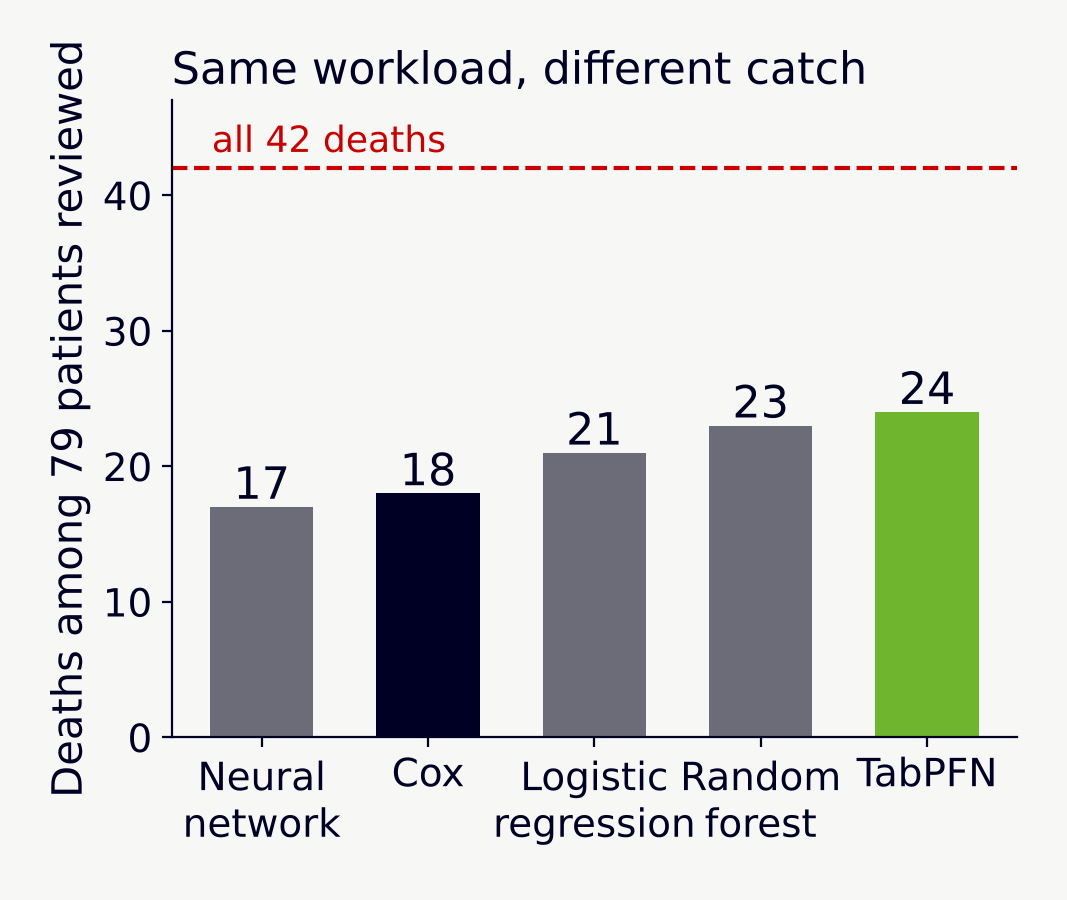 Same workload, different catch
Deaths among 79 patients reviewed
all 42 deaths
40
30
20
10
0
17
18
21
23
24
Neural
network
Cox
Logistic
regression
Random
forest
TabPFN